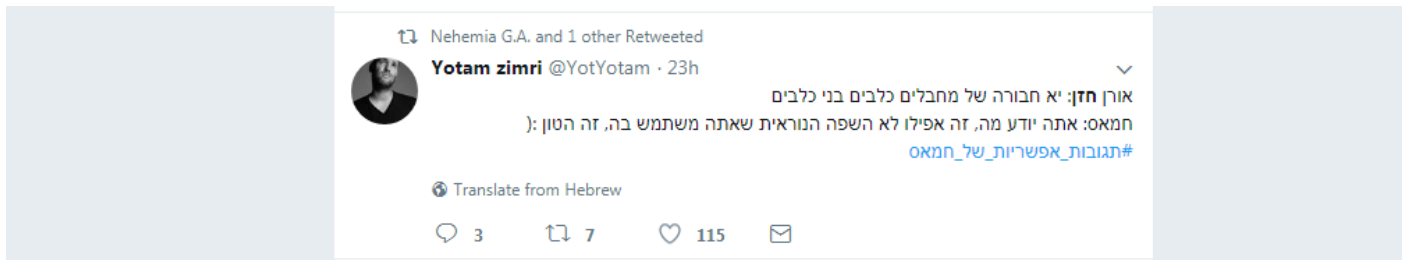 Nehemia G.A. and 1 other Retweeted
Yotam zimri @YotYotam · 23h
אורן חזן: יא חבורה של מחבלים כלבים בני כלבים
חמאס: אתה יודע מה, זה אפילו לא השפה הנוראית שאתה משתמש בה, זה הטון :(
#תגובות_אפשריות_של_חמאס
Translate from Hebrew
3 7 115